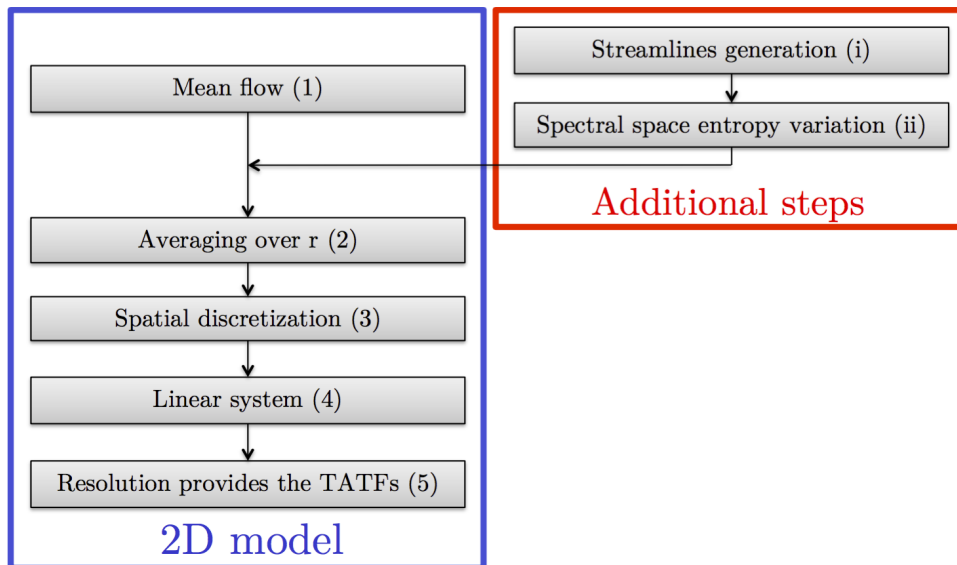 Mean flow (1)
Averaging over r (2)
Spatial discretization (3)
Linear system (4)
Resolution provides the TATFs (5)
2D model
Streamlines generation (i)
Spectral space entropy variation (ii)
Additional steps